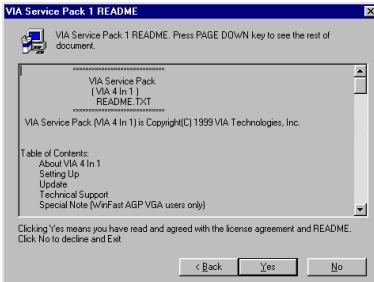 VIA Service Pack 1 README
VIA Service Pack 1 README. Press PAGE DOWN key to see the rest of
document.
VIA Service Pack
( VIA 4 In 1 )
README.TXT
VIA Service Pack (VIA 4 In 1) is Copyright(C) 1999 VIA Technologies, Inc.
Table of Contents:
About VIA 4 In 1
Setting Up
Update
Technical Support
Special Note (WinFast AGP VGA users only)
Clicking Yes means you have read and agreed with the license agreement and README.
Click No to decline and Exit
< Back
Yes
No